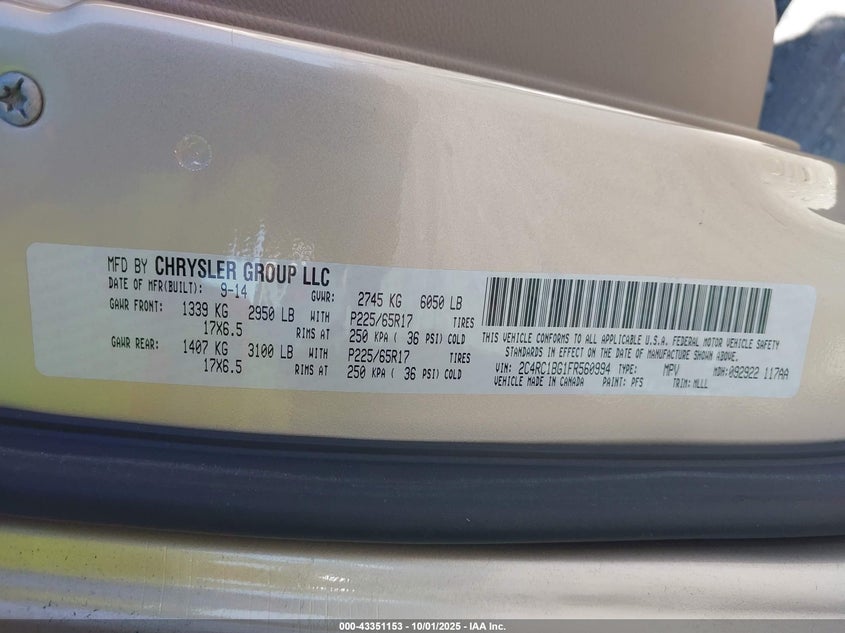 MFD BY CHRYSLER GROUP LLC
DATE OF MFR(BUILT): 9-14 GVWR: 2745 KG 6050 LB
GAWR FRONT: 1339 KG 2950 LB WITH P225/65R17 TIRES
17X6.5 RIMS AT 250 KPA ( 36 PSI) COLD
GAWR REAR: 1407 KG 3100 LB WITH P225/65R17 TIRES
17X6.5 RIMS AT 250 KPA ( 36 PSI) COLD
THIS VEHICLE CONFORMS TO ALL APPLICABLE U.S.A. FEDERAL MOTOR VEHICLE SAFETY
STANDARDS IN EFFECT ON THE DATE OF MANUFACTURE SHOWN ABOVE.
VIN: 2C4RC1BG1FR560994 TYPE: MPV MDH: 092922 117AA
VEHICLE MADE IN CANADA PAINT: PFS TRIM: MLLL
000-43351153 - 10/01/2025 - IAA Inc.